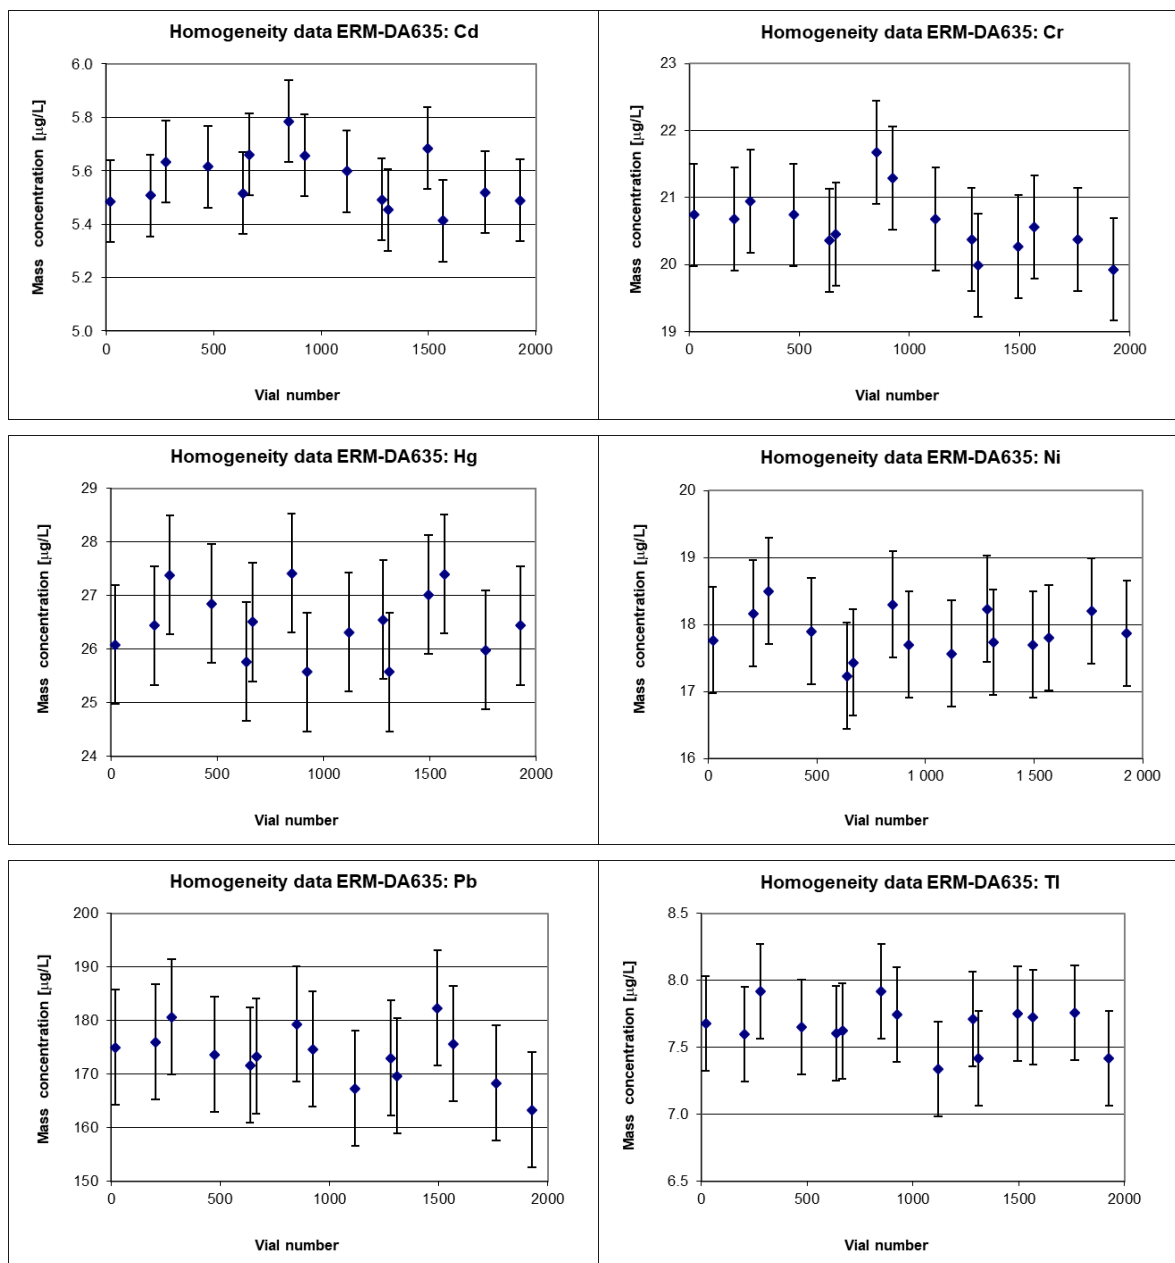 Homogeneity data ERM-DA635: Cd
Mass concentration [µg/L]
6.0
5.8
5.6
5.4
5.2
5.0
0 500 1000 1500 2000
Vial number
Homogeneity data ERM-DA635: Cr
Mass concentration [µg/L]
23
22
21
20
19
0 500 1000 1500 2000
Vial number
Homogeneity data ERM-DA635: Hg
Mass concentration [µg/L]
29
28
27
26
25
24
0 500 1000 1500 2000
Vial number
Homogeneity data ERM-DA635: Ni
Mass concentration [µg/L]
20
19
18
17
16
0 500 1 000 1 500 2 000
Vial number
Homogeneity data ERM-DA635: Pb
Mass concentration [µg/L]
200
190
180
170
160
150
0 500 1000 1500 2000
Vial number
Homogeneity data ERM-DA635: Tl
Mass concentration [µg/L]
8.5
8.0
7.5
7.0
6.5
0 500 1000 1500 2000
Vial number